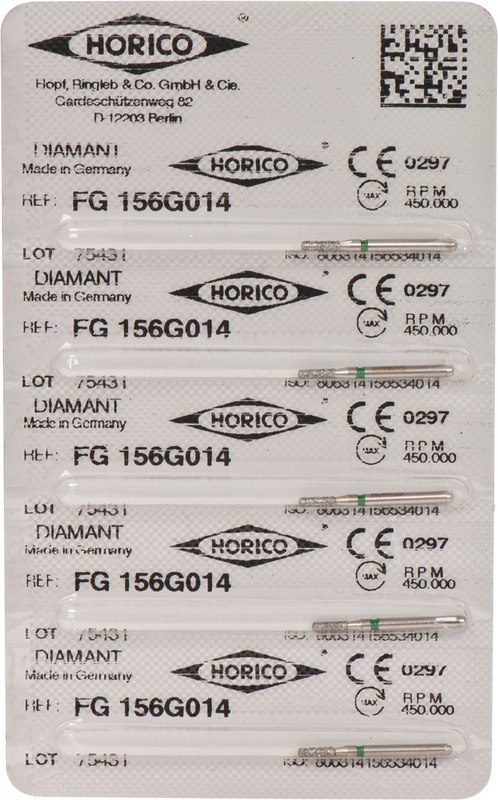 HORICO ®
Hopf, Ringleb & Co. GmbH & Cie.
Gardeschützenweg 82
D-12203 Berlin
DIAMANT
Made in Germany
HORICO ®
CE 0297
REF: FG 156G014
MAX
RPM
450.000
LOT 75431
ISO: 806314156534014
DIAMANT
Made in Germany
HORICO ®
CE 0297
REF: FG 156G014
MAX
RPM
450.000
LOT 75431
ISO: 806314156534014
DIAMANT
Made in Germany
HORICO ®
CE 0297
REF: FG 156G014
MAX
RPM
450.000
LOT 75431
ISO: 806314156534014
DIAMANT
Made in Germany
HORICO ®
CE 0297
REF: FG 156G014
MAX
RPM
450.000
LOT 75431
ISO: 806314156534014
DIAMANT
Made in Germany
HORICO ®
CE 0297
REF: FG 156G014
MAX
RPM
450.000
LOT 75431
ISO: 806314156534014